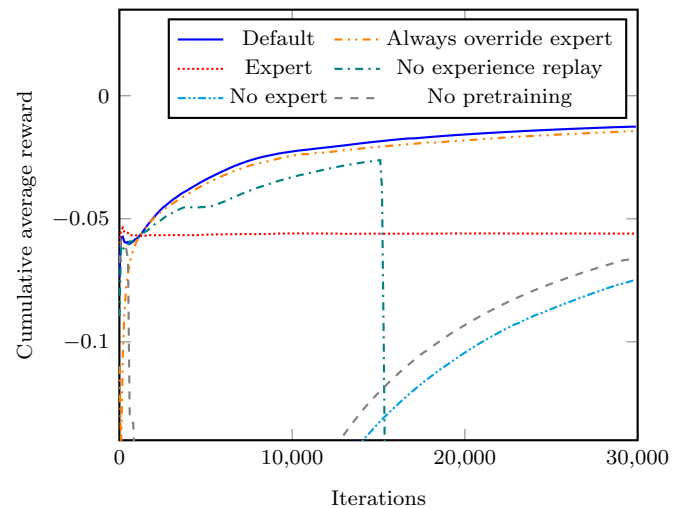 Default Always override expert
Expert No experience replay
No expert No pretraining
0
−0.05
−0.1
Cumulative average reward
0 10,000 20,000 30,000
Iterations